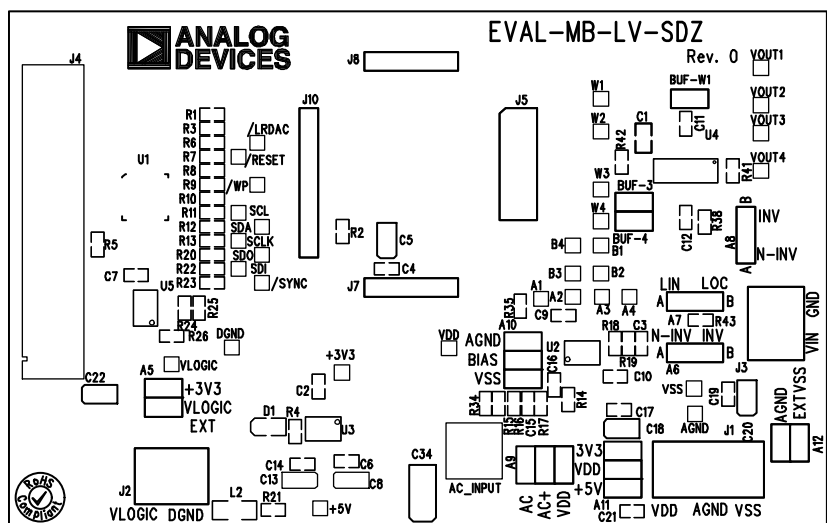 ANALOG
DEVICES
EVAL-MB-LV-SDZ
Rev. 0
J4
J8
J10
J5
VOUT1
VOUT2
VOUT3
VOUT4
W1
W2
W3
W4
BUF-W1
C1
C11
U4
R42
R41
BUF-3
BUF-4
C12
R38
A8
B
INV
N-INV
A
R1
R3
R6
R7
R8
R9
R10
R11
R12
R13
R20
R22
R23
/LRDAC
/RESET
/WP
SCL
SDA
SCLK
SDO
SDI
/SYNC
U1
R5
C7
U5
R24
R25
R26
DGND
VLOGIC
R2
C5
C4
J7
B4
B1
B3
B2
A1
A2
A3
A4
R35
C9
LIN
LOC
A
B
A7
R43
N-INV
INV
A
B
A6
GND
VIN
J3
R18
C3
R19
VDD
A10
AGND
BIAS
VSS
U2
C16
C10
R14
R34
R15
R16
C15
R17
VSS
C19
AGND
C20
AGND
EXTVSS
A12
C22
A5
+3V3
VLOGIC
EXT
+3V3
C2
D1
R4
U3
C14
C13
C6
C8
C34
AC_INPUT
A9
AC
AC+
VDD
C17
C18
3V3
VDD
+5V
A11
C21
J1
VDD
AGND
VSS
J2
VLOGIC
DGND
L2
R21
+5V
RoHS
Compliant